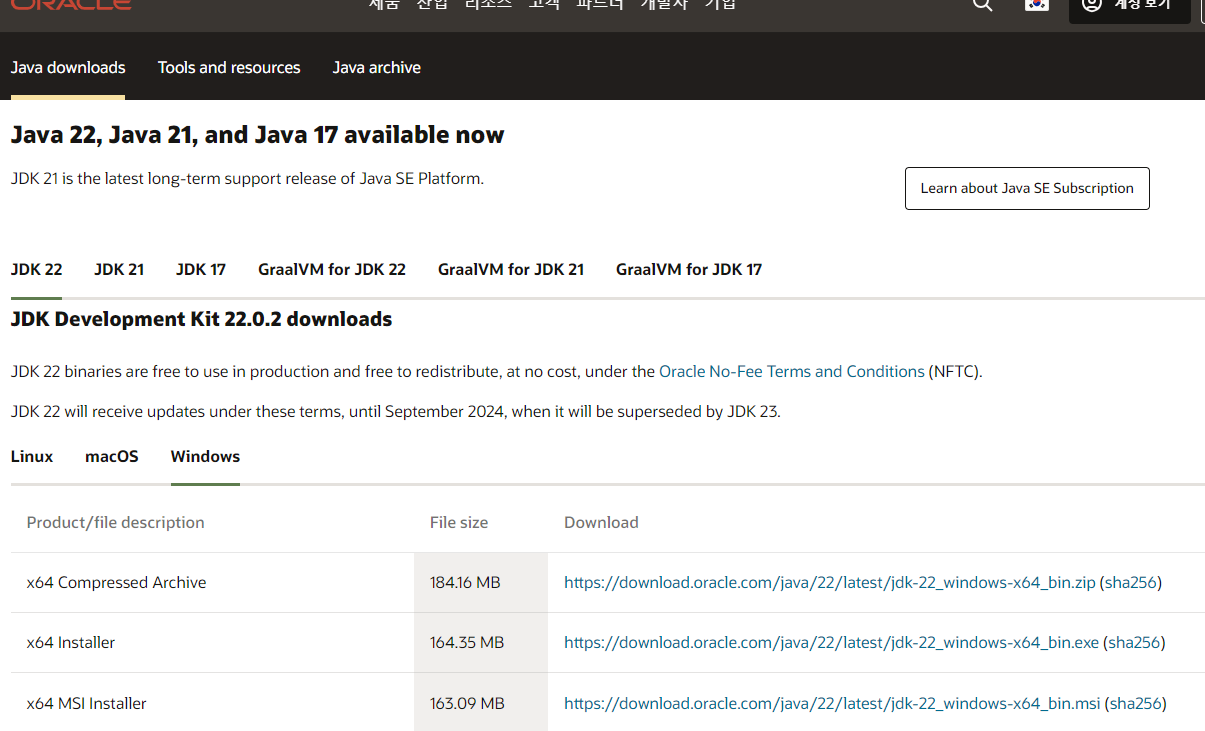 ORACLE
제품 산업 리소스 고객 파트너 개발자 기업 계정 보기
Java downloads Tools and resources Java archive
Java 22, Java 21, and Java 17 available now
JDK 21 is the latest long-term support release of Java SE Platform.
Learn about Java SE Subscription
JDK 22 JDK 21 JDK 17 GraalVM for JDK 22 GraalVM for JDK 21 GraalVM for JDK 17
JDK Development Kit 22.0.2 downloads
JDK 22 binaries are free to use in production and free to redistribute, at no cost, under the Oracle No-Fee Terms and Conditions (NFTC).
JDK 22 will receive updates under these terms, until September 2024, when it will be superseded by JDK 23.
Linux macOS Windows
Product/file description File size Download
x64 Compressed Archive 184.16 MB https://download.oracle.com/java/22/latest/jdk-22_windows-x64_bin.zip (sha256)
x64 Installer 164.35 MB https://download.oracle.com/java/22/latest/jdk-22_windows-x64_bin.exe (sha256)
x64 MSI Installer 163.09 MB https://download.oracle.com/java/22/latest/jdk-22_windows-x64_bin.msi (sha256)